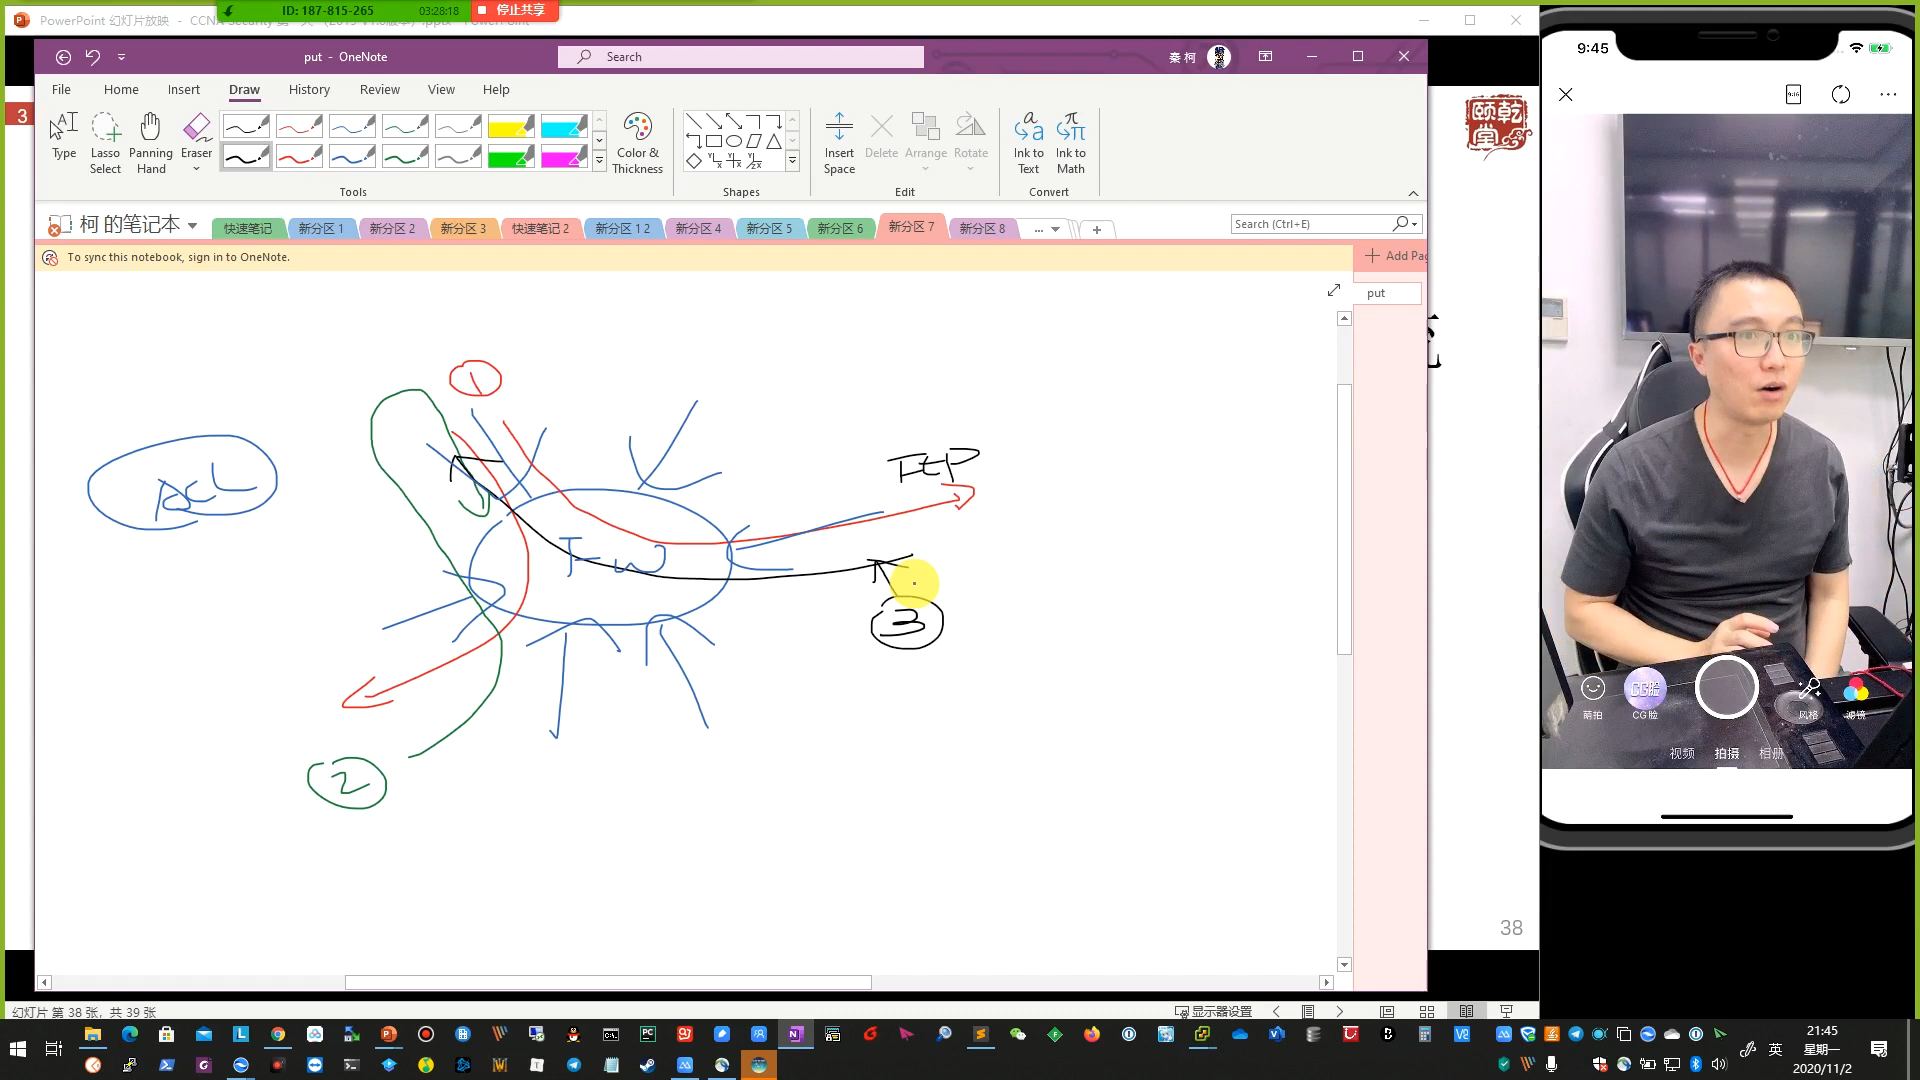 PowerPoint 幻灯片放映 - CCNA Security
ID: 187-815-265
03:28:18
停止共享
put - OneNote
Search
秦 柯
File
Home
Insert
Draw
History
Review
View
Help
Type
Lasso Select
Panning Hand
Eraser
Color & Thickness
Insert Space
Delete
Arrange
Rotate
Ink to Text
Ink to Math
Tools
Shapes
Edit
Convert
3
柯 的笔记本
快速笔记
新分区 1
新分区 2
新分区 3
快速笔记 2
新分区 1 2
新分区 4
新分区 5
新分区 6
新分区 7
新分区 8
...
Search (Ctrl+E)
To sync this notebook, sign in to OneNote.
Add Pag
put
1
ACL
FW
3
2
38
幻灯片 第 38 张，共 39 张
显示器设置
9:45
萌拍
CG脸
风格
滤镜
视频
拍摄
相册
颐乾堂
英
21:45
星期一
2020/11/2